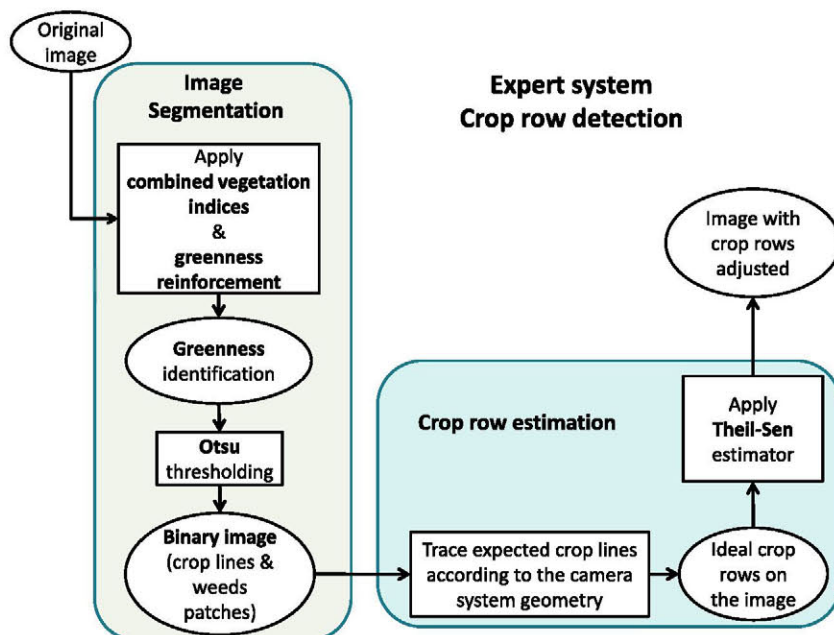 Original
image
Image
Segmentation
Expert system
Crop row detection
Apply
combined vegetation
indices
&
greenness
reinforcement
Greenness
identification
Otsu
thresholding
Binary image
(crop lines &
weeds
patches)
Crop row estimation
Trace expected crop lines
according to the camera
system geometry
Ideal crop
rows on
the image
Apply
Theil-Sen
estimator
Image with
crop rows
adjusted